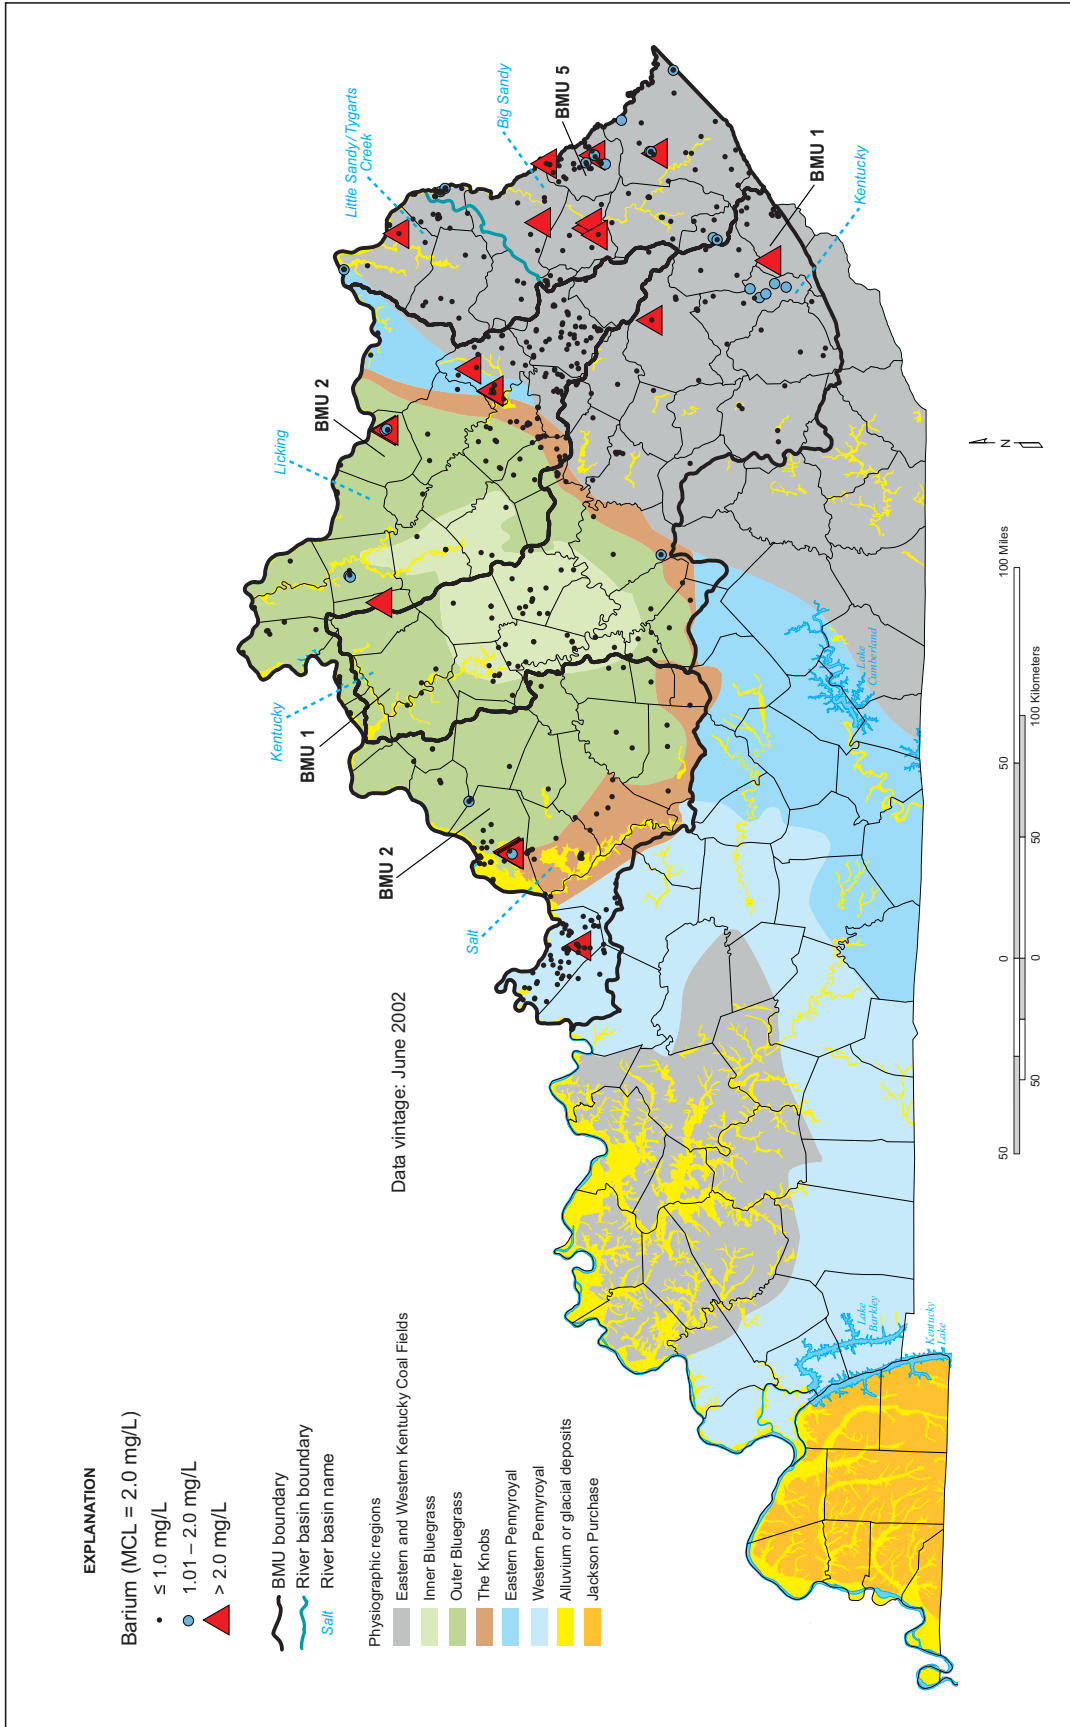 EXPLANATION
Barium (MCL = 2.0 mg/L)
≤ 1.0 mg/L
1.01 – 2.0 mg/L
> 2.0 mg/L
BMU boundary
River basin boundary
Salt River basin name
Physiographic regions
Eastern and Western Kentucky Coal Fields
Inner Bluegrass
Outer Bluegrass
The Knobs
Eastern Pennyroyal
Western Pennyroyal
Alluvium or glacial deposits
Jackson Purchase
Data vintage: June 2002
Salt
BMU 2
BMU 1
Kentucky
Licking
BMU 2
Little Sandy/Tygarts
Creek
Big Sandy
BMU 5
BMU 1
Kentucky
Lake
Cumberland
Lake
Barkley
Kentucky
Lake
N
50 0 50 100 Miles
50 0 50 100 Kilometers